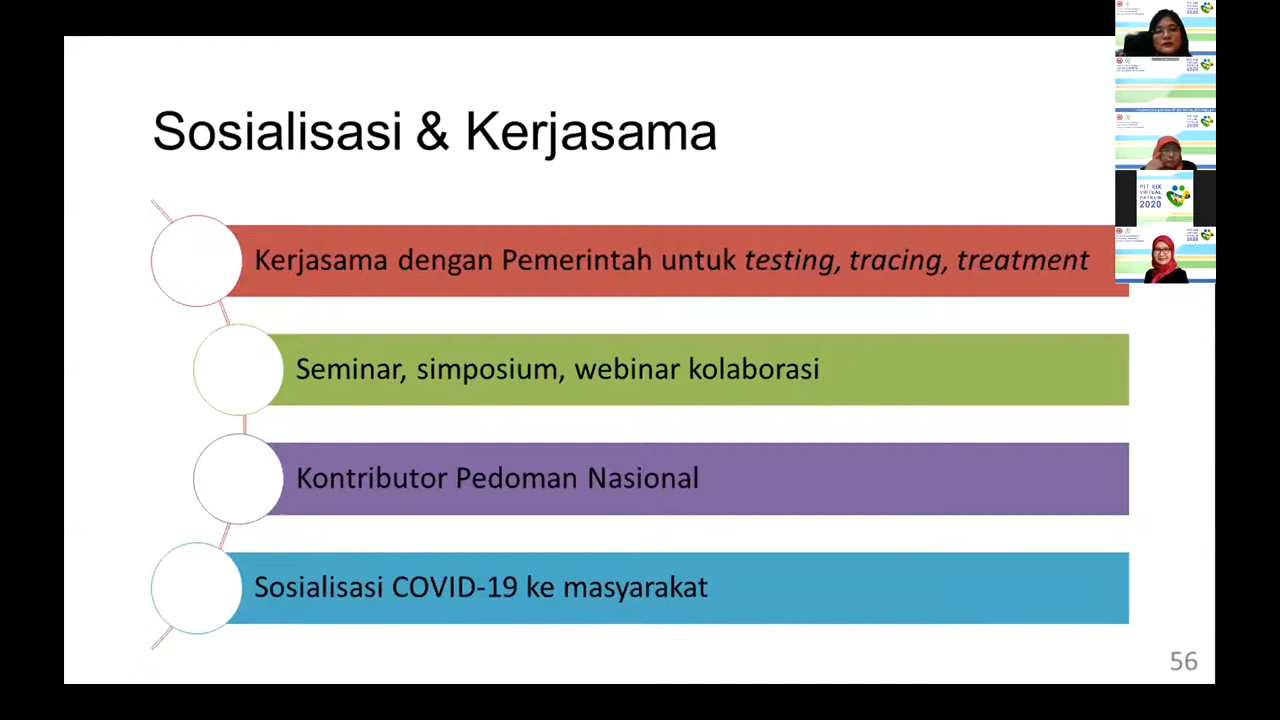 Sosialisasi & Kerjasama
Kerjasama dengan Pemerintah untuk testing, tracing, treatment
Seminar, simposium, webinar kolaborasi
Kontributor Pedoman Nasional
Sosialisasi COVID-19 ke masyarakat
56
PIT XIX
VIRTUAL
PATKLIN
2020